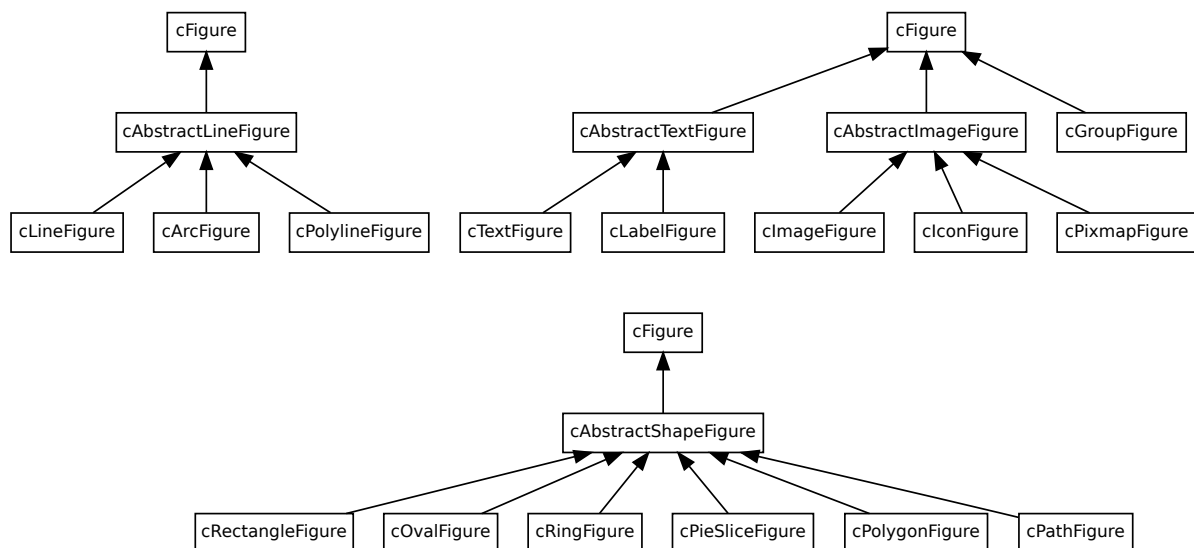 cFigure
cFigure
cAbstractLineFigure
cAbstractTextFigure
cAbstractImageFigure
cGroupFigure
cLineFigure
cArcFigure
cPolylineFigure
cTextFigure
cLabelFigure
cImageFigure
cIconFigure
cPixmapFigure
cFigure
cAbstractShapeFigure
cRectangleFigure
cOvalFigure
cRingFigure
cPieSliceFigure
cPolygonFigure
cPathFigure